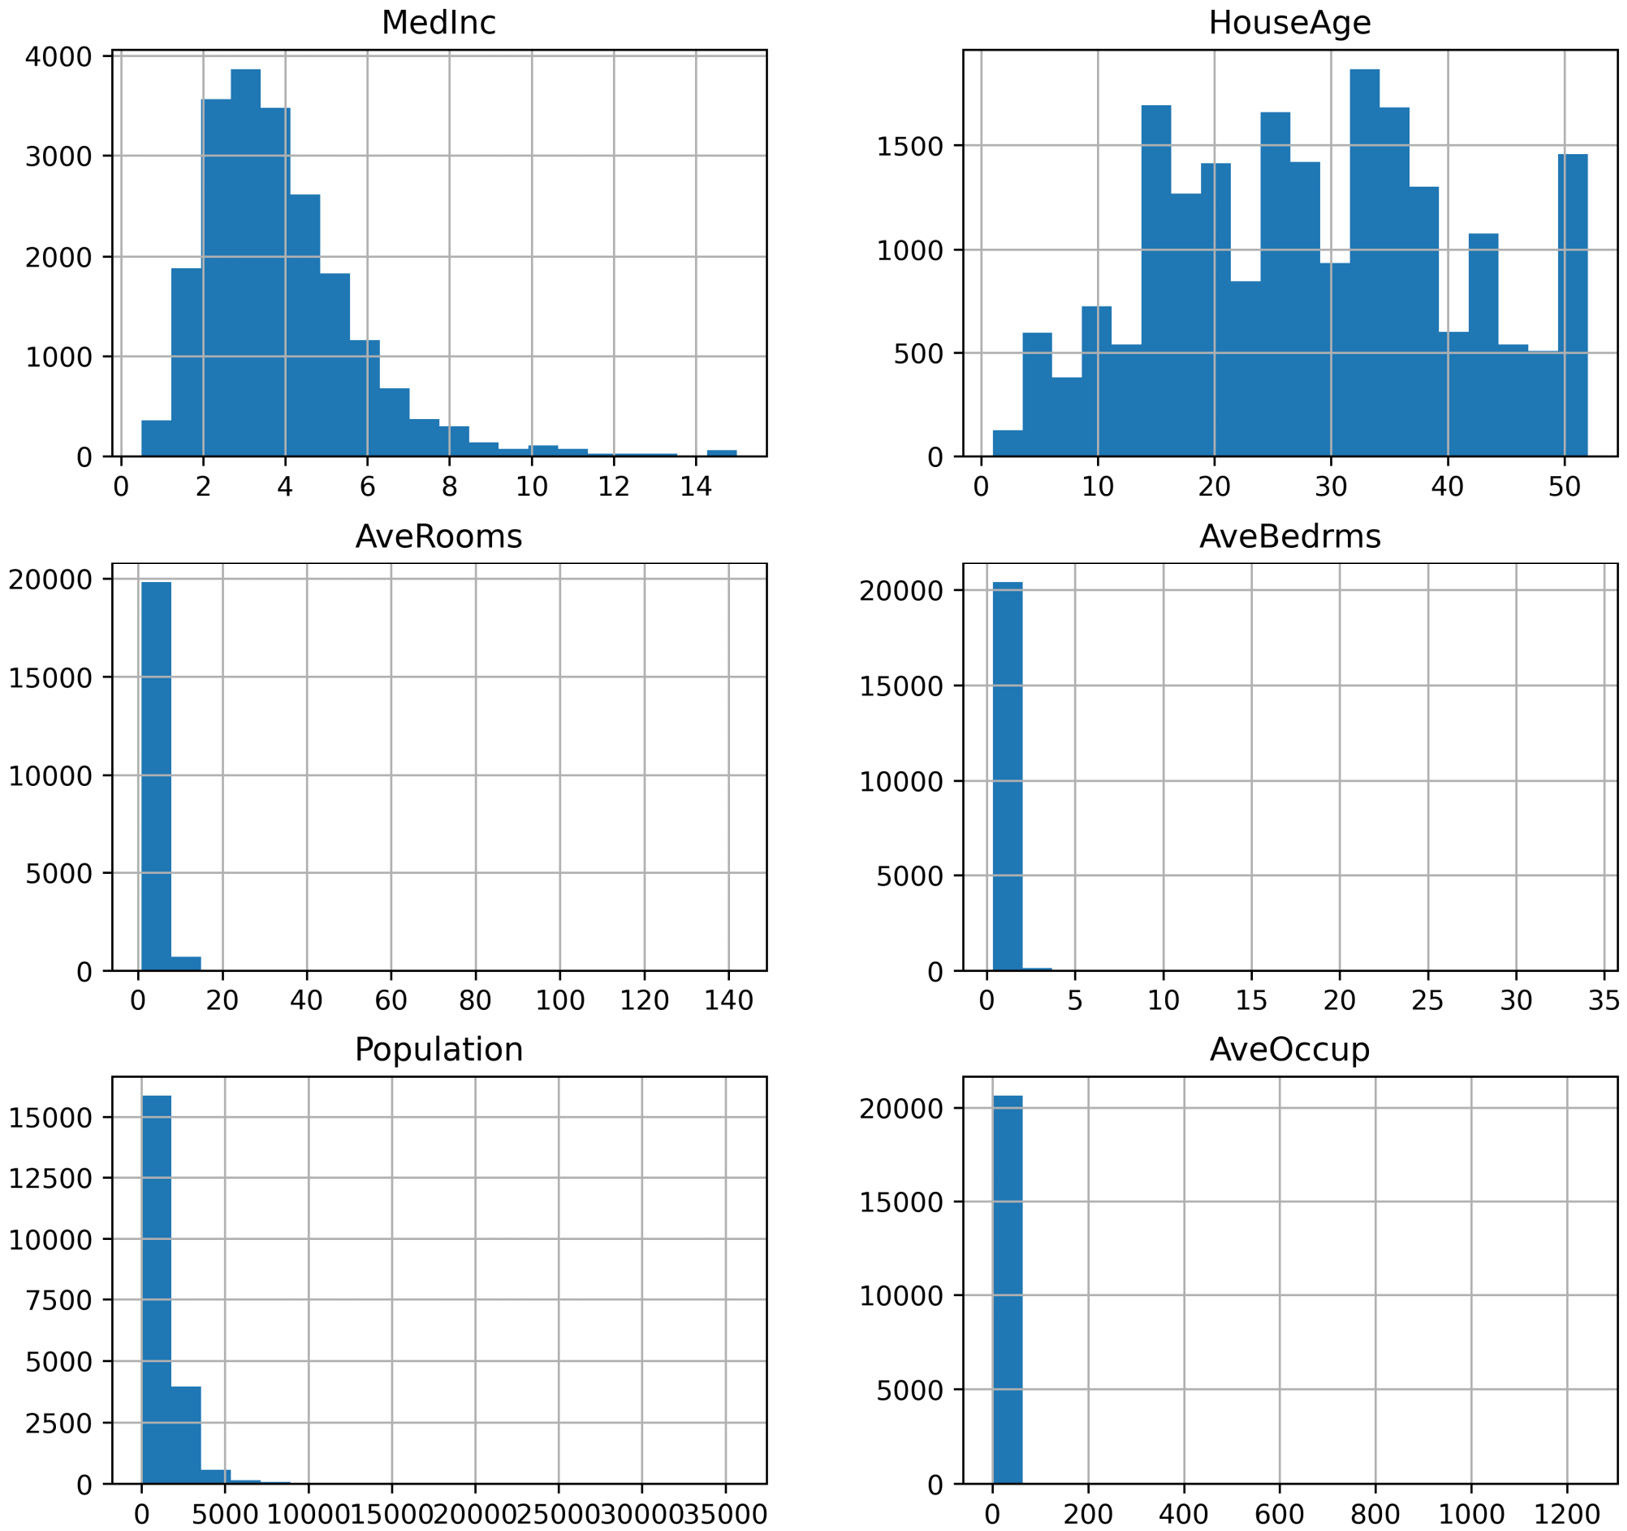 MedInc
HouseAge
4000
3000
2000
1000
0
0 2 4 6 8 10 12 14
1500
1000
500
0
0 10 20 30 40 50
AveRooms
AveBedrms
20000
15000
10000
5000
0
0 20 40 60 80 100 120 140
20000
15000
10000
5000
0
0 5 10 15 20 25 30 35
Population
AveOccup
15000
12500
10000
7500
5000
2500
0
0 5000 10000 15000 20000 25000 30000 35000
20000
15000
10000
5000
0
0 200 400 600 800 1000 1200